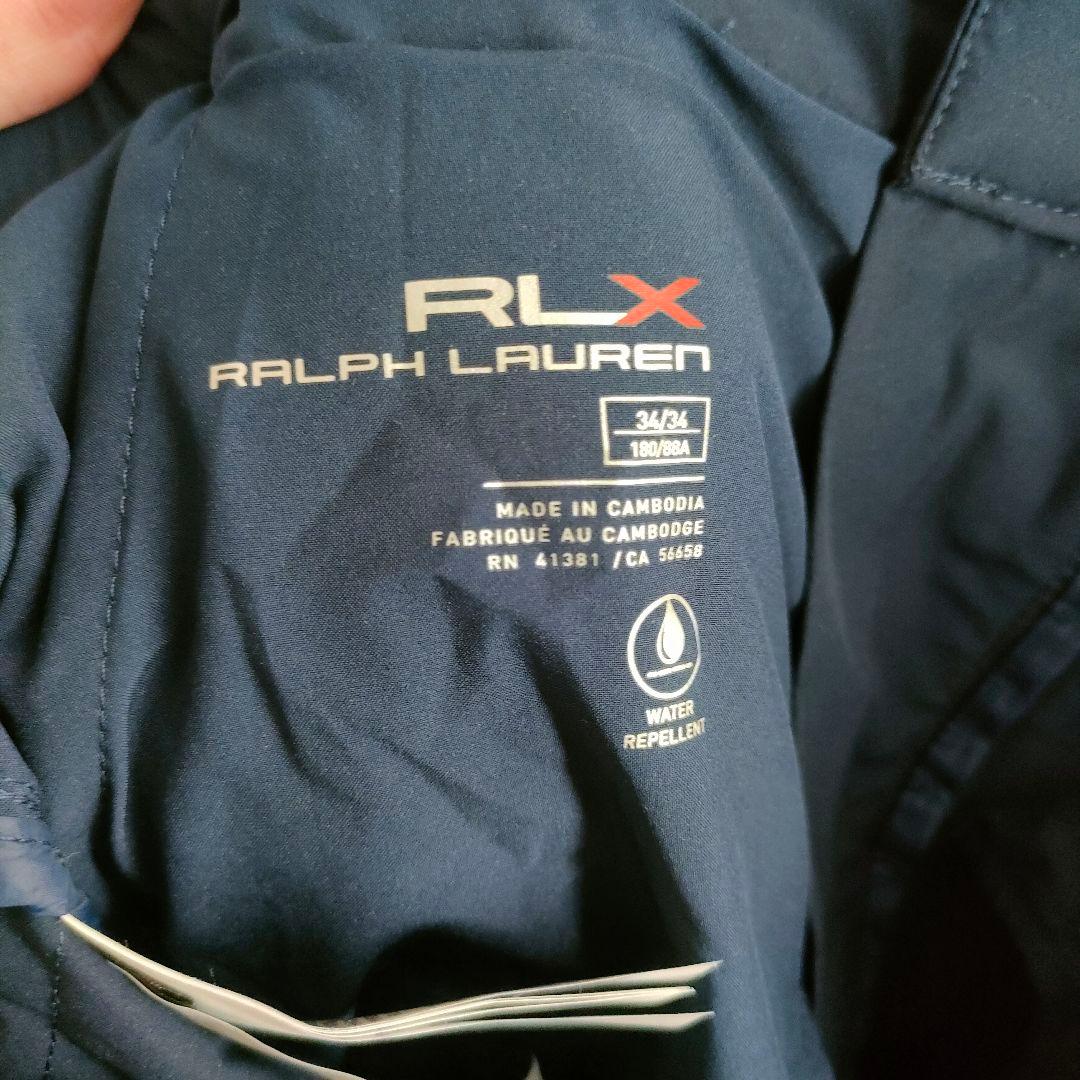 RLX
RALPH LAUREN
34/34
180/88A
MADE IN CAMBODIA
FABRIQUÉ AU CAMBODGE
RN 41381 /CA 56658
WATER
REPELLENT